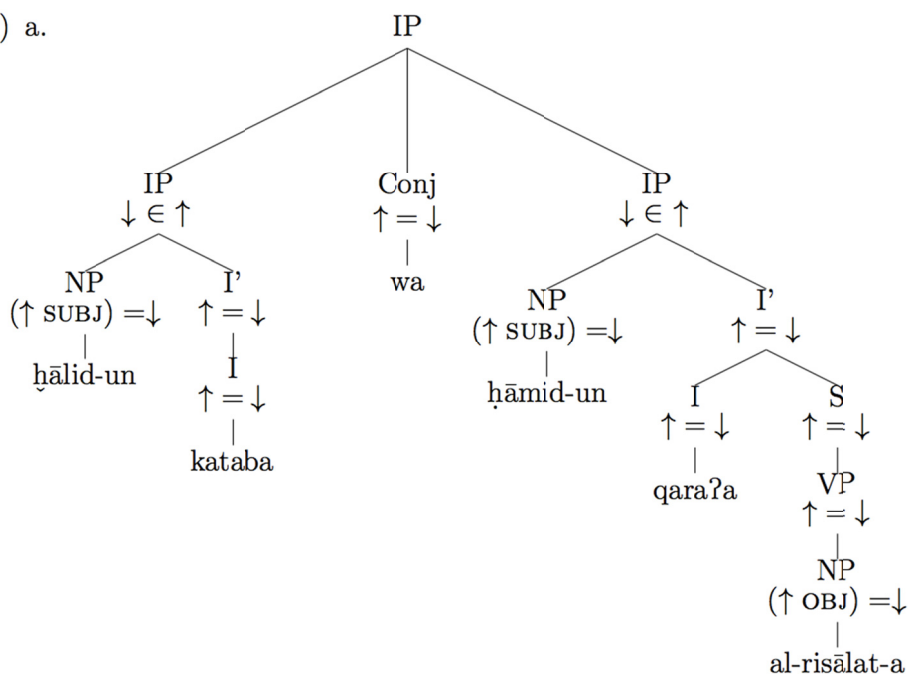 ) a.
IP
IP Conj IP
↓ ∈ ↑ ↑ = ↓ ↓ ∈ ↑
wa
NP I’ NP I’
(↑ SUBJ) =↓ ↑ = ↓ (↑ SUBJ) =↓ ↑ = ↓
ḫālid-un I ḥāmid-un I S
↑ = ↓ ↑ = ↓ ↑ = ↓
kataba qaraʔa VP
↑ = ↓
NP
(↑ OBJ) =↓
al-risālat-a